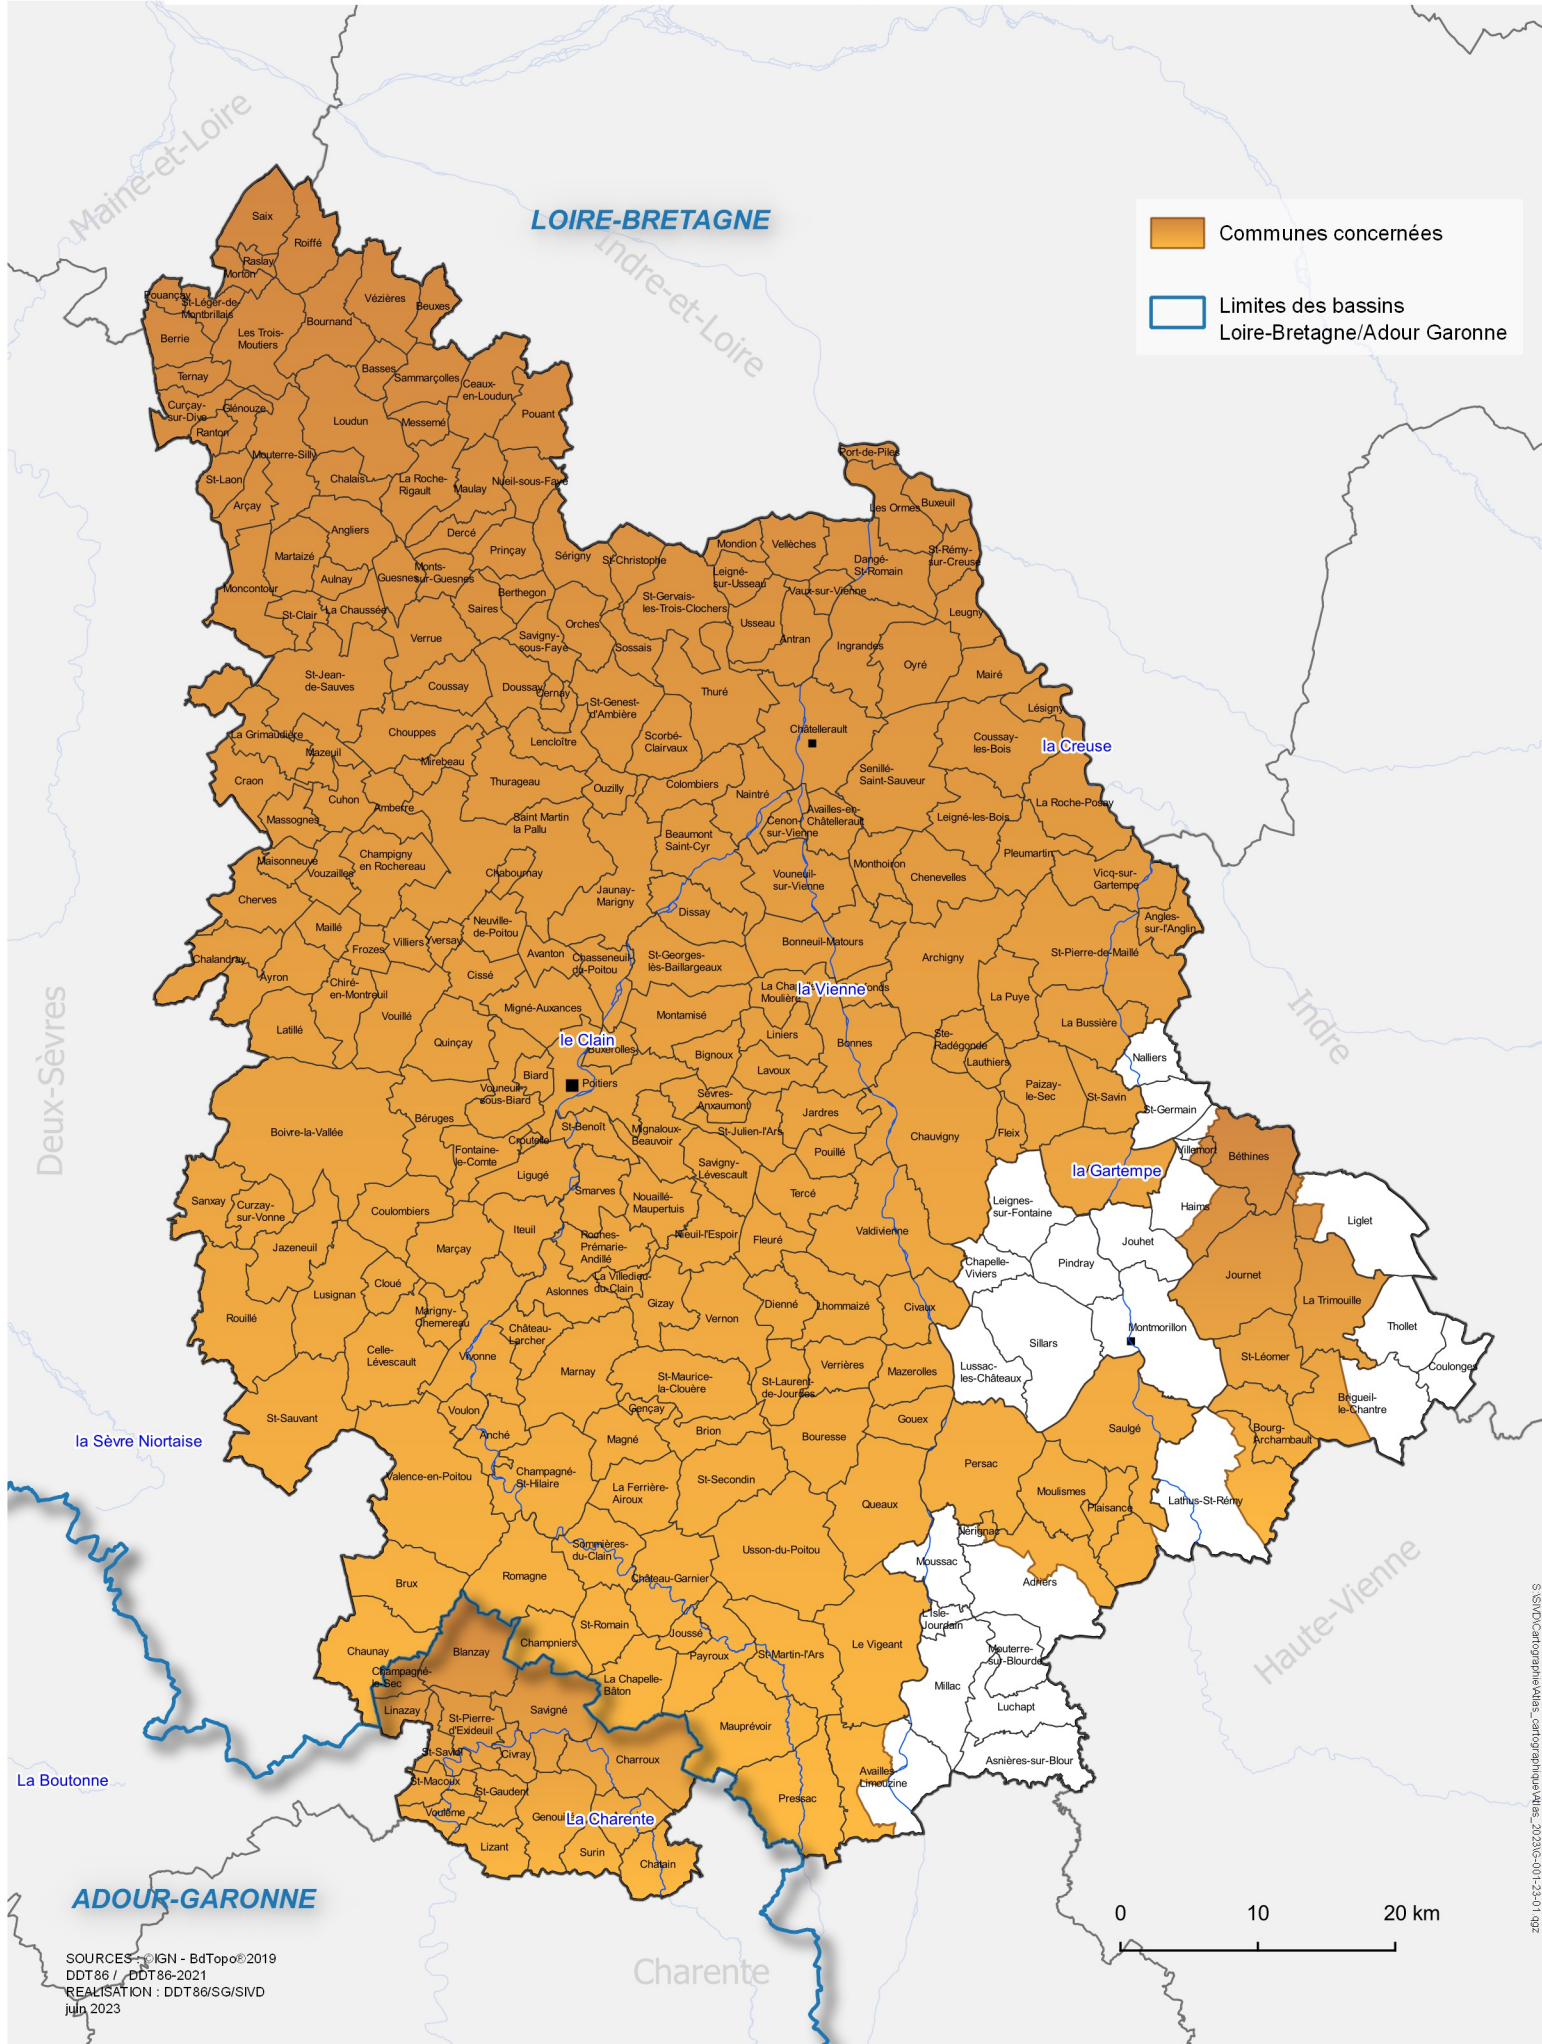 Maine-et-Loire
LOIRE-BRETAGNE
Indre-et-Loire
Communes concernées
Limites des bassins
Loire-Bretagne/Adour Garonne
Saix
Roiffé
Raslay
Morton
Pouançay
St-Léger-de-
Montbrillais
Vézières
Beuxes
Bournand
Berrie
Les Trois-
Moutiers
Ternay
Basses
Sammarçolles
Ceaux-
en-Loudun
Curçay-
sur-Dive
Glénouze
Ranton
Loudun
Messemé
Pouant
Mouterre-Silly
Port-de-Piles
St-Laon
Chalais
La Roche-
Rigault
Maulay
Nueil-sous-Faye
Arçay
Les Ormes
Buxeuil
Angliers
Dercé
Prinçay
Sérigny
St-Christophe
Mondion
Vellèches
Dangé-
St-Romain
St-Rémy-
sur-Creuse
Martaizé
Aulnay
Guesnes
Monts-
sur-Guesnes
Leigné-
sur-Usseau
Moncontour
Berthegon
St-Gervais-
les-Trois-Clochers
Vaux-sur-Vienne
St-Clair
La Chaussée
Saires
Orches
Usseau
Leugny
Verrue
Savigny-
sous-Faye
Sossais
Antran
Ingrandes
Oyré
Mairé
St-Jean-
de-Sauves
Coussay
Doussay
Cernay
St-Genest-
d'Ambière
Thuré
Lésigny
La Grimaudière
Chouppes
Lencloître
Scorbé-
Clairvaux
Châtellerault
Coussay-
les-Bois
la Creuse
Mazeuil
Mirebeau
Craon
Thurageau
Ouzilly
Colombiers
Naintré
Senillé-
Saint-Sauveur
La Roche-Posay
Cuhon
Amberre
Massognes
Saint Martin
la Pallu
Beaumont
Saint-Cyr
Cenon-
sur-Vienne
Availles-en-
Châtellerault
Leigné-les-Bois
Maisonneuve
Vouzailles
Champigny
en Rochereau
Chabournay
Jaunay-
Marigny
Vouneuil-
sur-Vienne
Monthoiron
Chenevelles
Pleumartin
Vicq-sur-
Gartempe
Cherves
Dissay
Angles-
sur-l'Anglin
Maillé
Frozes
Villiers
Yversay
Neuville-
de-Poitou
Bonneuil-Matours
Archigny
St-Pierre-de-Maillé
Chalandray
Ayron
Chiré-
en-Montreuil
Cissé
Avanton
Chasseneuil-
du-Poitou
St-Georges-
lès-Baillargeaux
Moulière
la Vienne
La Puye
Latillé
Vouillé
Migné-Auxances
Montamisé
La Bussière
Quinçay
le Clain
Buxerolles
Bignoux
Liniers
Bonnes
Ste-
Radégonde
Lauthiers
Nalliers
Indre
Deux-Sèvres
Biard
Poitiers
Lavoux
Vouneuil-
sous-Biard
Sèvres-
Anxaumont
Paizay-
le-Sec
St-Savin
St-Germain
Béruges
Boivre-la-Vallée
Croutelle
St-Benoît
Mignaloux-
Beauvoir
St-Julien-l'Ars
Jardres
Pouillé
Chauvigny
Fleix
Villemort
Béthines
Fontaine-
le-Comte
Ligugé
Savigny-
Lévescault
la Gartempe
Sanxay
Curzay-
sur-Vonne
Coulombiers
Smarves
Nouaillé-
Maupertuis
Tercé
Leignes-
sur-Fontaine
Haims
Liglet
Iteuil
Jazeneuil
Marçay
Roches-
Prémarie-
Andillé
Nieuil-l'Espoir
Fleuré
Valdivienne
Jouhet
Pindray
Chapelle-
Viviers
Journet
Cloué
Lusignan
La Villedieu-
du-Clain
Aslonnes
Gizay
Vernon
Dienné
Lhommaizé
Civaux
La Trimouille
Rouillé
Marigny-
Chemereau
Château-
Larcher
Sillars
Montmorillon
Thollet
Celle-
Lévescault
Vivonne
Marnay
St-Maurice-
la-Clouère
St-Laurent-
de-Jourdes
Verrières
Mazerolles
Lussac-
les-Châteaux
St-Léomer
Coulonges
Brigueil-
le-Chantre
St-Sauvant
Voulon
Gençay
Gouex
Anché
Magné
Brion
Bouresse
Saulgé
Bourg-
Archambault
la Sèvre Niortaise
Valence-en-Poitou
Champagné-
St-Hilaire
La Ferrière-
Airoux
St-Secondin
Persac
Queaux
Moulismes
Plaisance
Lathus-St-Rémy
Sommières-
du-Clain
Usson-du-Poitou
Nérignac
Moussac
Adriers
Brux
Romagne
Château-Garnier
Haute-Vienne
L'Isle-
Jourdain
St-Romain
Joussé
Chaunay
Blanzay
Champniers
Payroux
St-Martin-l'Ars
Le Vigeant
Mouterre-
sur-Blourde
Champagné-
le-Sec
La Chapelle-
Bâton
Millac
Luchapt
Linazay
St-Pierre-
d'Exideuil
Savigné
Mauprévoir
Civray
Charroux
Asnières-sur-Blour
La Boutonne
St-Macoux
St-Gaudent
Availles-
Limouzine
Pressac
Voulême
La Charente
Lizant
Surin
Chatain
ADOUR-GARONNE
Charente
0 10 20 km
SOURCES : ©IGN - BdTopo®2019
DDT86 / DDT86-2021
REALISATION : DDT86/SG/SIVD
juin 2023
S:\SIVD\Cartographie\Atlas_cartographique\Atlas_2023\G-001-23-01.qgz